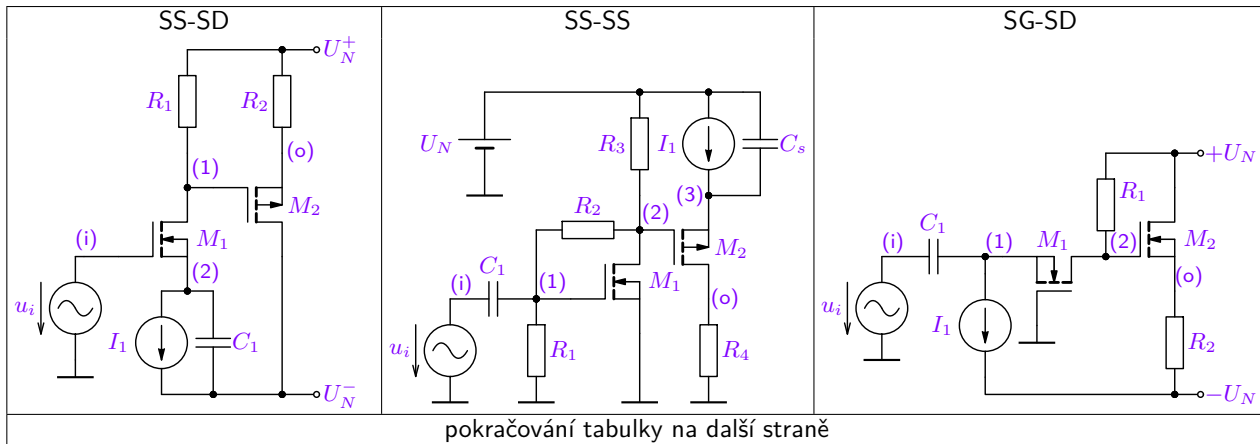 SS-SD
SS-SS
SG-SD
U_N^+
R_1
R_2
(o)
(1)
M_2
(i)
M_1
(2)
u_i
I_1
C_1
U_N^-
U_N
R_3
I_1
C_s
(3)
R_2
(2)
M_2
(i)
C_1
(1)
M_1
(o)
u_i
R_1
R_4
+U_N
R_1
C_1
(i)
(1)
M_1
(2)
M_2
(o)
u_i
I_1
R_2
−U_N
pokračování tabulky na další straně